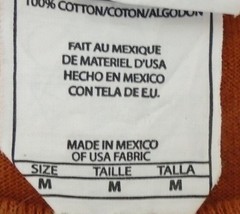 100% COTTON/COTON/ALGODON
FAIT AU MEXIQUE
DE MATERIEL D'USA
HECHO EN MEXICO
CON TELA DE E.U.
MADE IN MEXICO
OF USA FABRIC
SIZE TAILLE TALLA
M M M